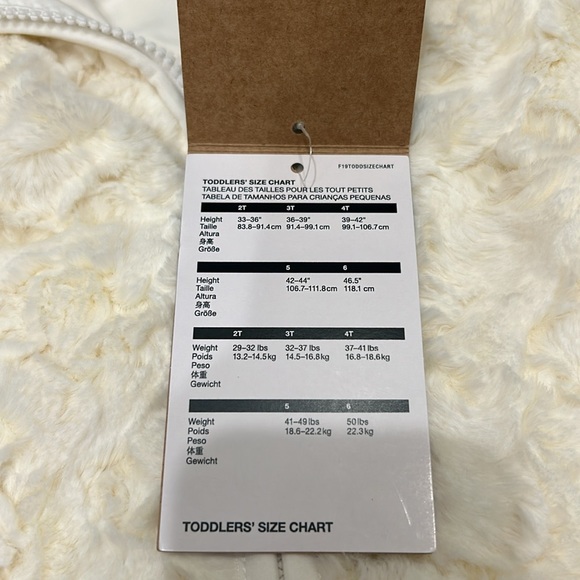 F19TODDSIZECHART
TODDLERS' SIZE CHART
TABLEAU DES TAILLES POUR LES TOUT PETITS
TABELA DE TAMANHOS PARA CRIANÇAS PEQUENAS
2T 3T 4T
Height 33–36" 36–39" 39–42"
Taille 83.8–91.4 cm 91.4–99.1 cm 99.1–106.7 cm
Altura
身高
Größe
5 6
Height 42–44" 46.5"
Taille 106.7–111.8 cm 118.1 cm
Altura
身高
Größe
2T 3T 4T
Weight 29–32 lbs 32–37 lbs 37–41 lbs
Poids 13.2–14.5 kg 14.5–16.8 kg 16.8–18.6 kg
Peso
体重
Gewicht
5 6
Weight 41–49 lbs 50 lbs
Poids 18.6–22.2 kg 22.3 kg
Peso
体重
Gewicht
TODDLERS' SIZE CHART